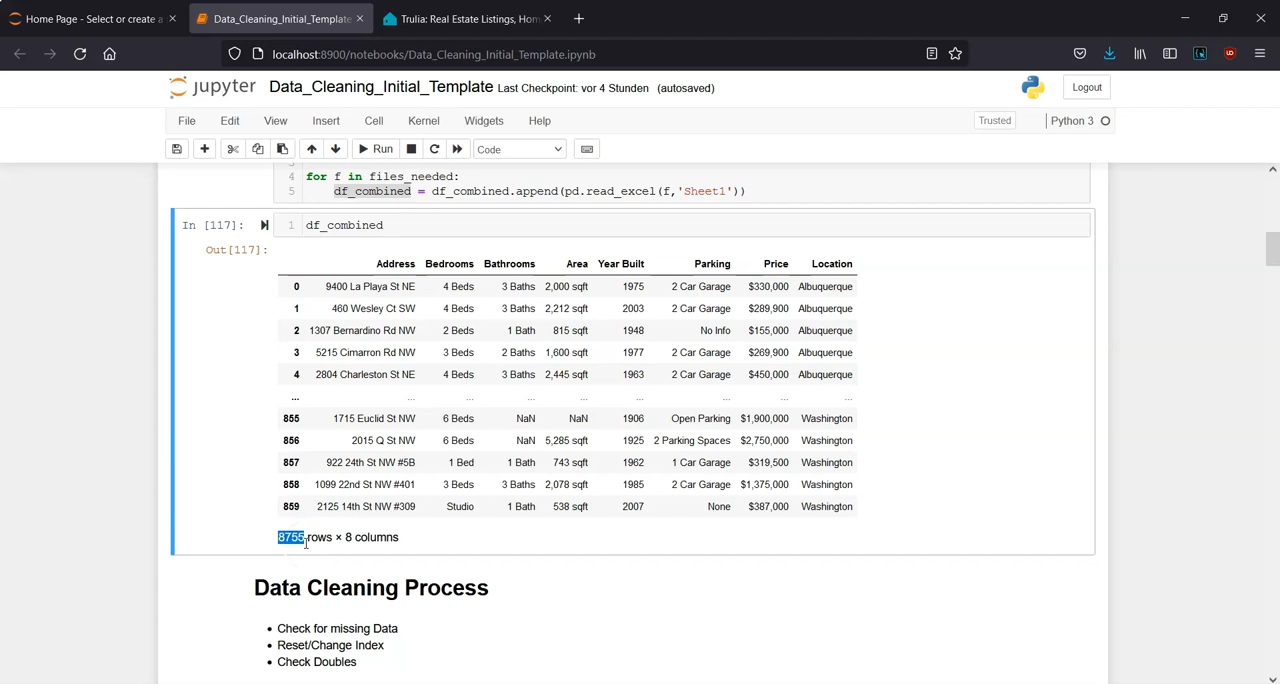 Home Page - Select or create a
Data_Cleaning_Initial_Template
Trulia: Real Estate Listings, Hom
localhost:8900/notebooks/Data_Cleaning_Initial_Template.ipynb
jupyter Data_Cleaning_Initial_Template Last Checkpoint: vor 4 Stunden (autosaved)
Logout
File Edit View Insert Cell Kernel Widgets Help
Trusted
Python 3
Run
Code
4 for f in files_needed:
5 df_combined = df_combined.append(pd.read_excel(f,'Sheet1'))
In [117]: 1 df_combined
Out[117]:
Address Bedrooms Bathrooms Area Year Built Parking Price Location
0 9400 La Playa St NE 4 Beds 3 Baths 2,000 sqft 1975 2 Car Garage $330,000 Albuquerque
1 460 Wesley Ct SW 4 Beds 3 Baths 2,212 sqft 2003 2 Car Garage $289,900 Albuquerque
2 1307 Bernardino Rd NW 2 Beds 1 Bath 815 sqft 1948 No Info $155,000 Albuquerque
3 5215 Cimarron Rd NW 3 Beds 2 Baths 1,600 sqft 1977 2 Car Garage $269,900 Albuquerque
4 2804 Charleston St NE 4 Beds 3 Baths 2,445 sqft 1963 2 Car Garage $450,000 Albuquerque
... ... ... ... ... ... ... ... ...
855 1715 Euclid St NW 6 Beds NaN NaN 1906 Open Parking $1,900,000 Washington
856 2015 Q St NW 6 Beds NaN 5,285 sqft 1925 2 Parking Spaces $2,750,000 Washington
857 922 24th St NW #5B 1 Bed 1 Bath 743 sqft 1962 1 Car Garage $319,500 Washington
858 1099 22nd St NW #401 3 Beds 3 Baths 2,078 sqft 1985 2 Car Garage $1,375,000 Washington
859 2125 14th St NW #309 Studio 1 Bath 538 sqft 2007 None $387,000 Washington
8755 rows × 8 columns
Data Cleaning Process
• Check for missing Data
• Reset/Change Index
• Check Doubles